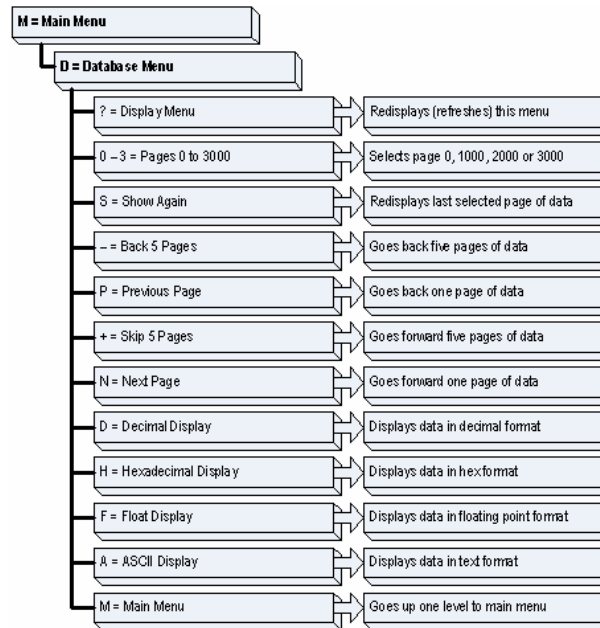 M = Main Menu
D = Database Menu
? = Display Menu
Redisplays (refreshes) this menu
0 – 3 = Pages 0 to 3000
Selects page 0, 1000, 2000 or 3000
S = Show Again
Redisplays last selected page of data
– = Back 5 Pages
Goes back five pages of data
P = Previous Page
Goes back one page of data
+ = Skip 5 Pages
Goes forward five pages of data
N = Next Page
Goes forward one page of data
D = Decimal Display
Displays data in decimal format
H = Hexadecimal Display
Displays data in hex format
F = Float Display
Displays data in floating point format
A = ASCII Display
Displays data in text format
M = Main Menu
Goes up one level to main menu